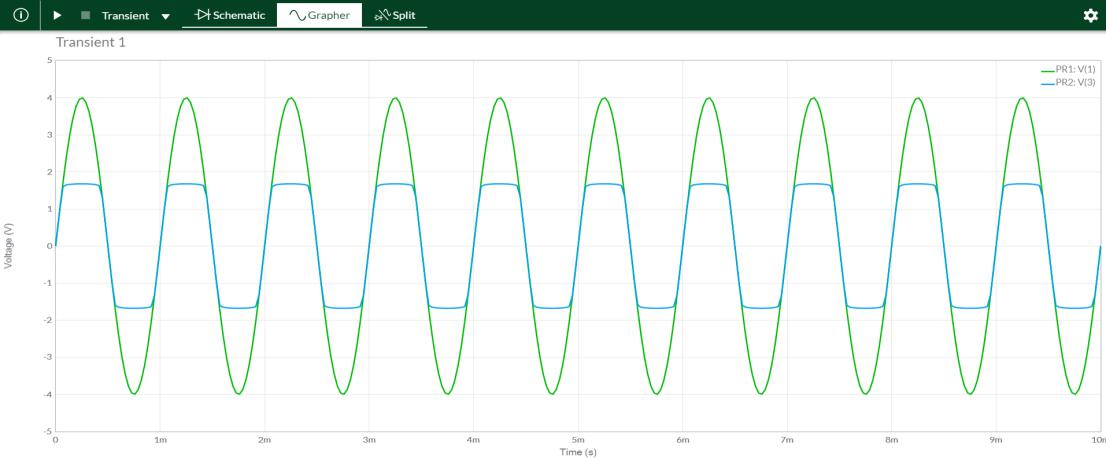 Transient Schematic Grapher Split
Transient 1
PR1: V(1)
PR2: V(3)
5
4
3
2
1
0
-1
-2
-3
-4
-5
Voltage (V)
0 1m 2m 3m 4m 5m 6m 7m 8m 9m 10m
Time (s)